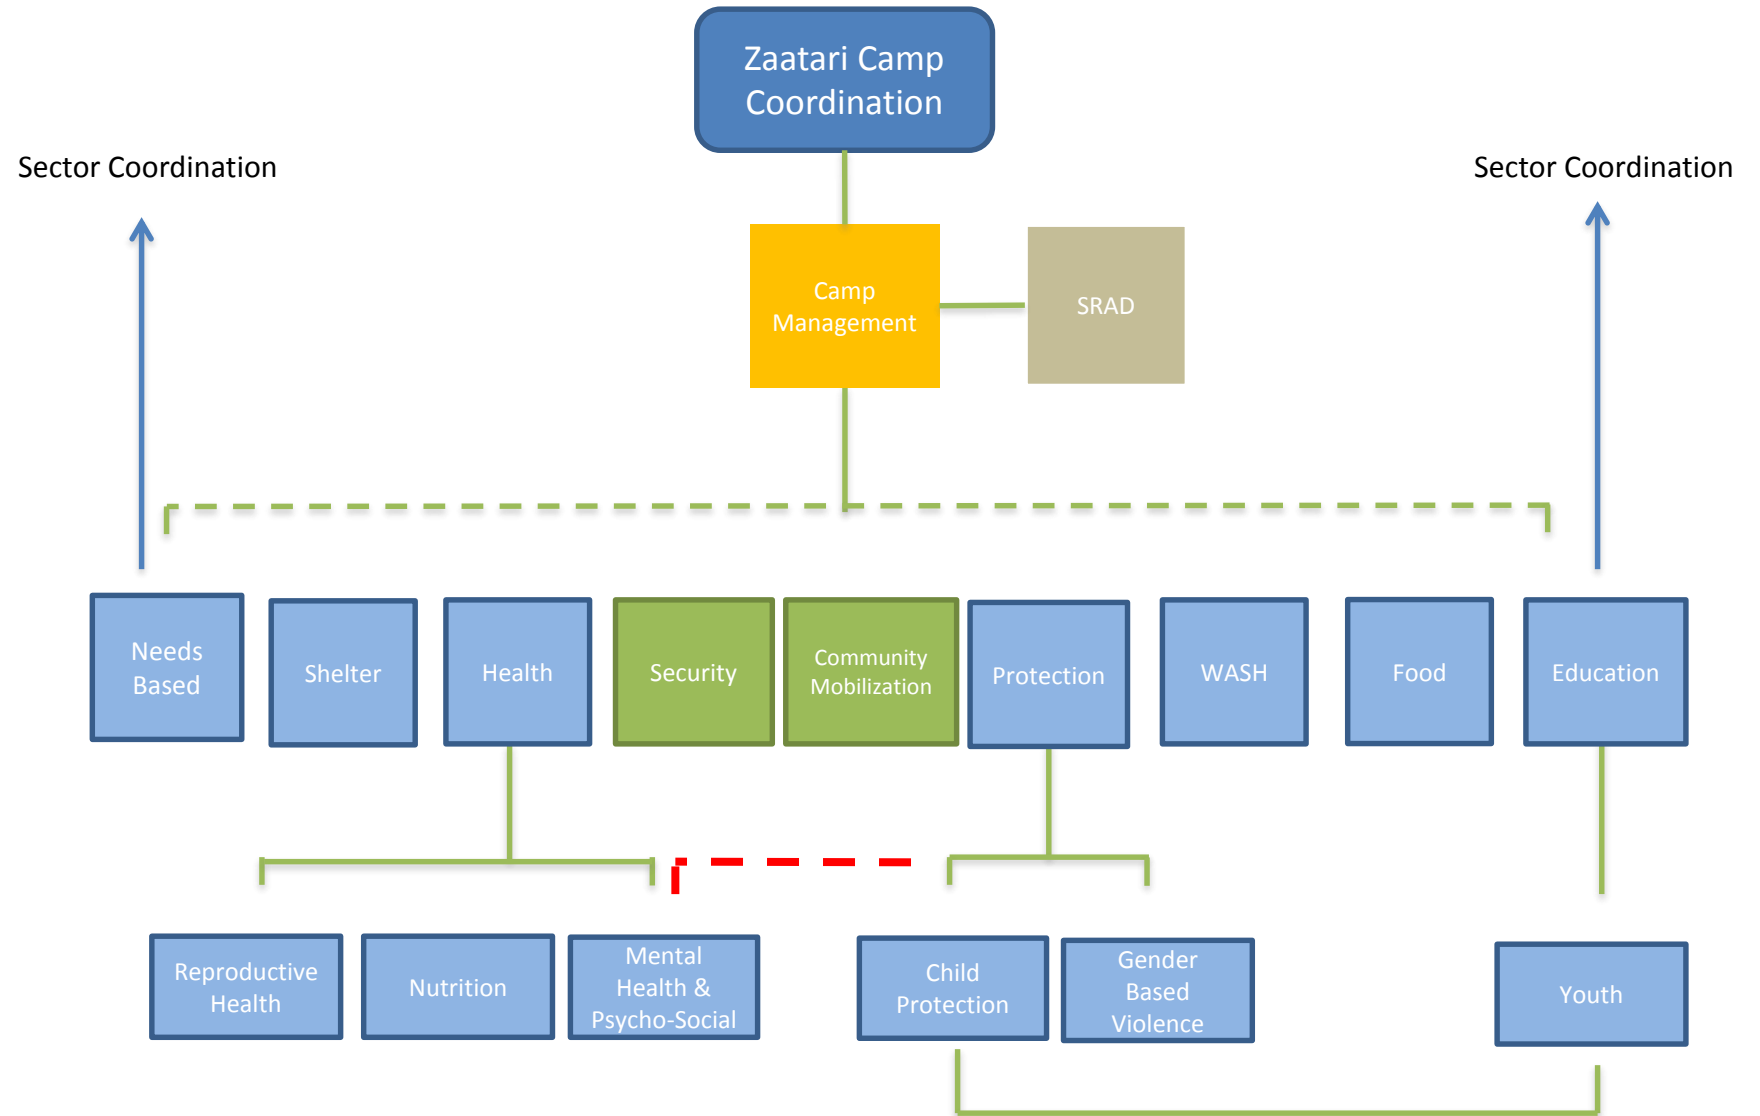 Zaatari Camp
Coordination
Sector Coordination
Sector Coordination
Camp
Management
SRAD
Needs
Based
Shelter
Health
Security
Community
Mobilization
Protection
WASH
Food
Education
Reproductive
Health
Nutrition
Mental
Health &
Psycho-Social
Child
Protection
Gender
Based
Violence
Youth